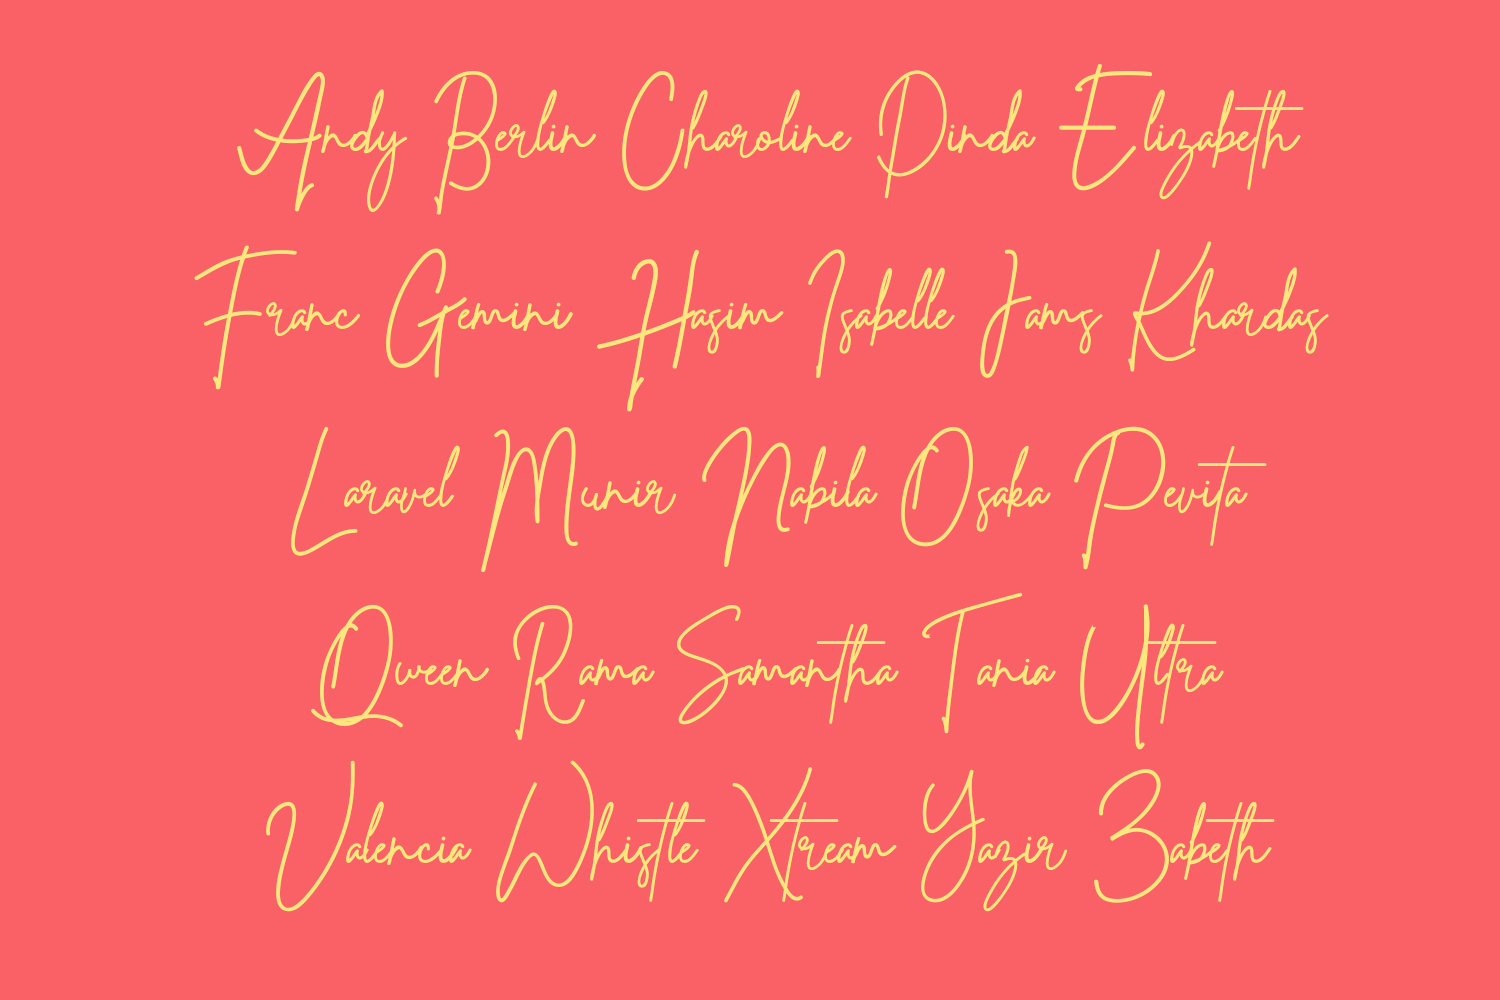 Andy Berlin Charoline Dinda Elizabeth
Franc Gemini Hasim Isabelle Jams Khardas
Laravel Munir Nabila Osaka Pevita
Qween Rama Samantha Tania Ultra
Valencia Whistle Xtream Yazir Zabeth